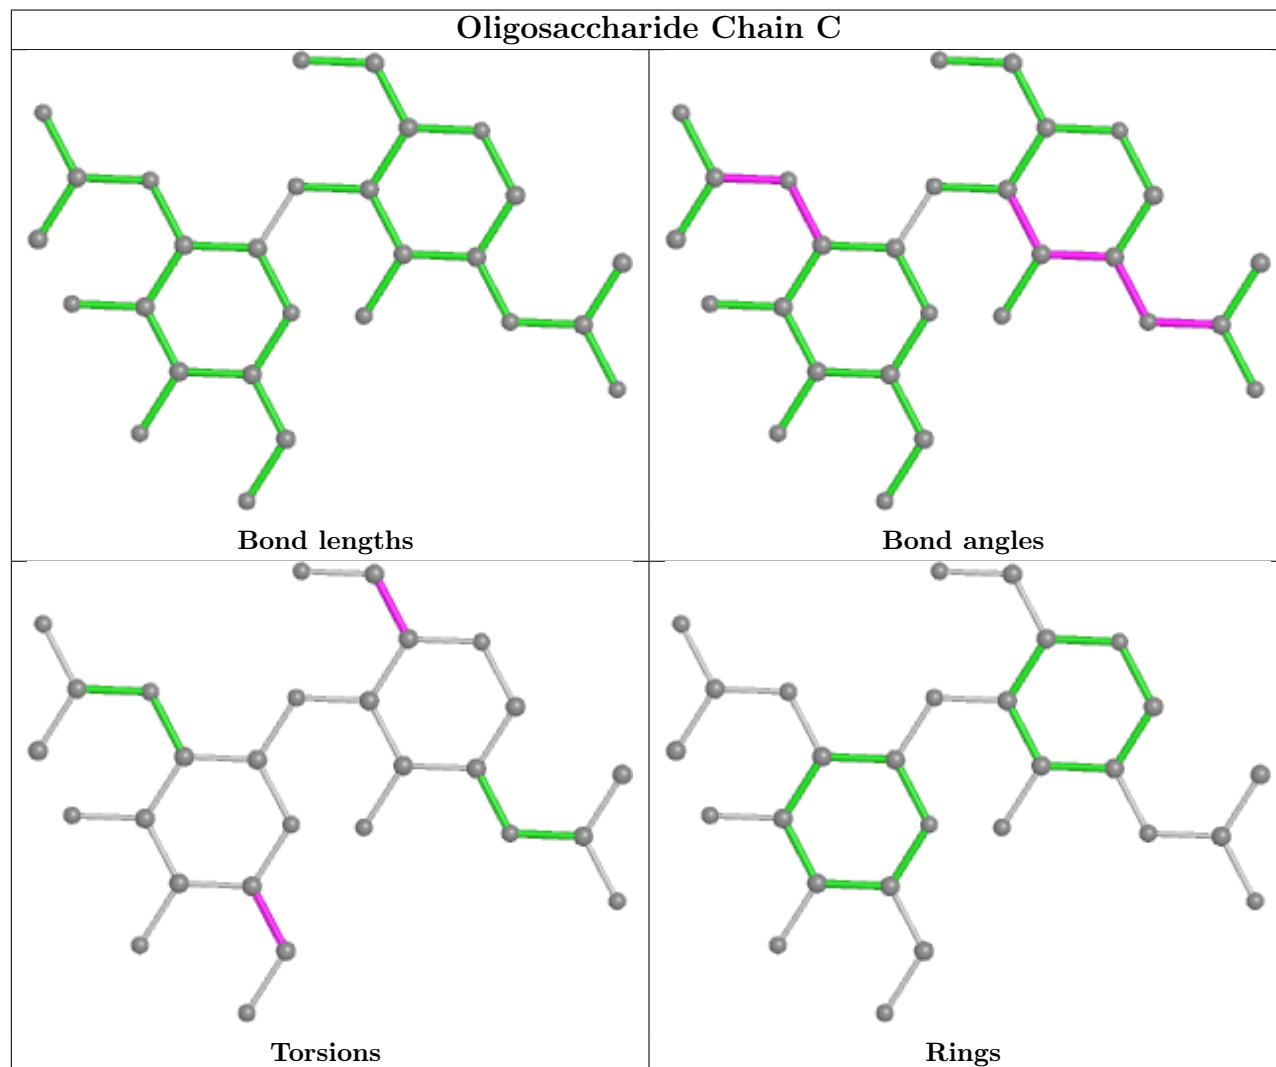 Oligosaccharide Chain C
Bond lengths
Bond angles
Torsions
Rings